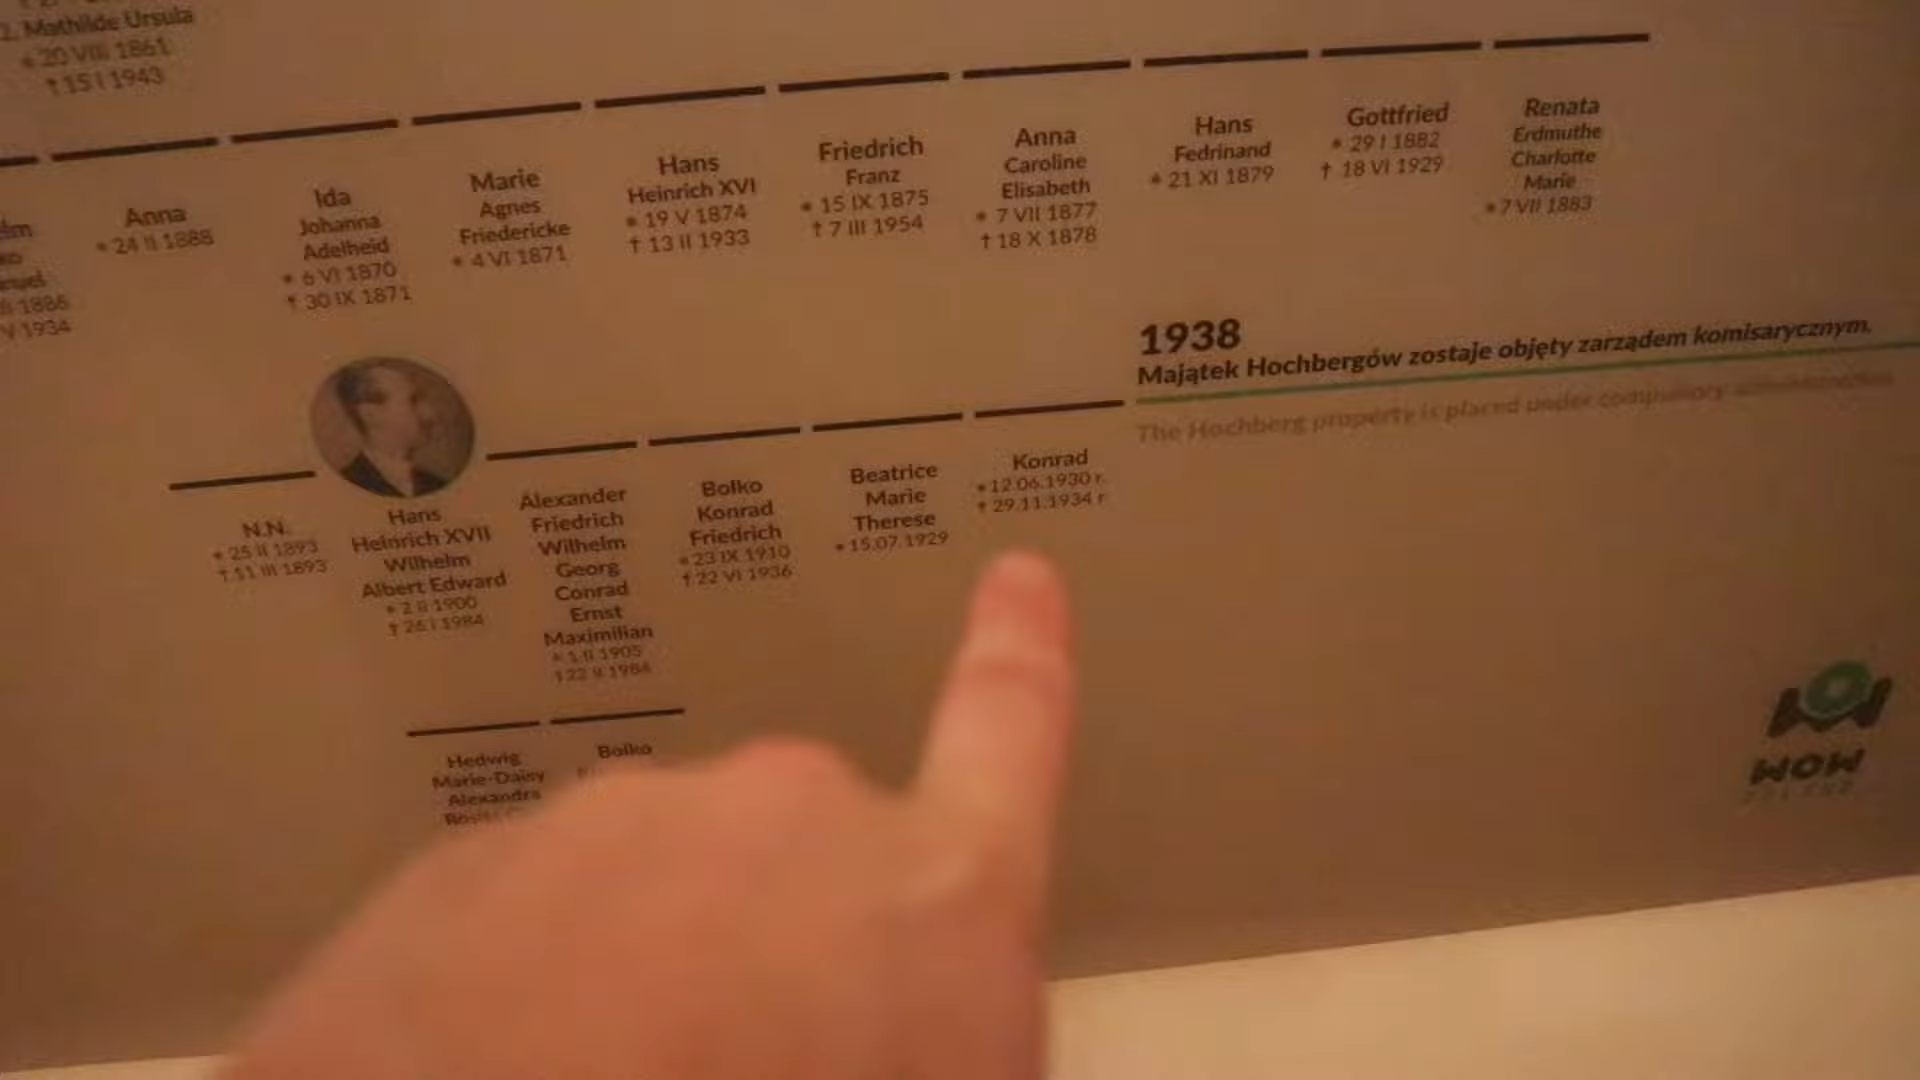 2. Mathilde Ursula
* 20 VIII 1861
† 15 I 1943
1886
V 1934
Anna
* 24 II 1888
Ida
Johanna
Adelheid
* 6 VI 1870
† 30 IX 1871
Marie
Agnes
Friedericke
* 4 VI 1871
Hans
Heinrich XVI
* 19 V 1874
† 13 II 1933
Friedrich
Franz
* 15 IX 1875
† 7 III 1954
Anna
Caroline
Elisabeth
* 7 VII 1877
† 18 X 1878
Hans
Fedrinand
* 21 XI 1879
Gottfried
* 29 I 1882
† 18 VI 1929
Renata
Erdmuthe
Charlotte
Marie
* 7 VII 1883
1938
Majątek Hochbergów zostaje objęty zarządem komisarycznym.
The Hochberg property is placed under compulsory administration.
N.N.
* 25 II 1893
† 11 III 1893
Hans
Heinrich XVII
Wilhelm
Albert Edward
* 2 II 1900
† 26 I 1984
Alexander
Friedrich
Wilhelm
Georg
Conrad
Ernst
Maximilian
* 1 II 1905
† 22 II 1984
Bolko
Konrad
Friedrich
* 23 IX 1910
† 22 VI 1936
Beatrice
Marie
Therese
* 15.07.1929
Konrad
* 12.06.1930 r.
† 29.11.1934 r
Hedwig
Marie-Daisy
Alexandra
Bolko
WOW